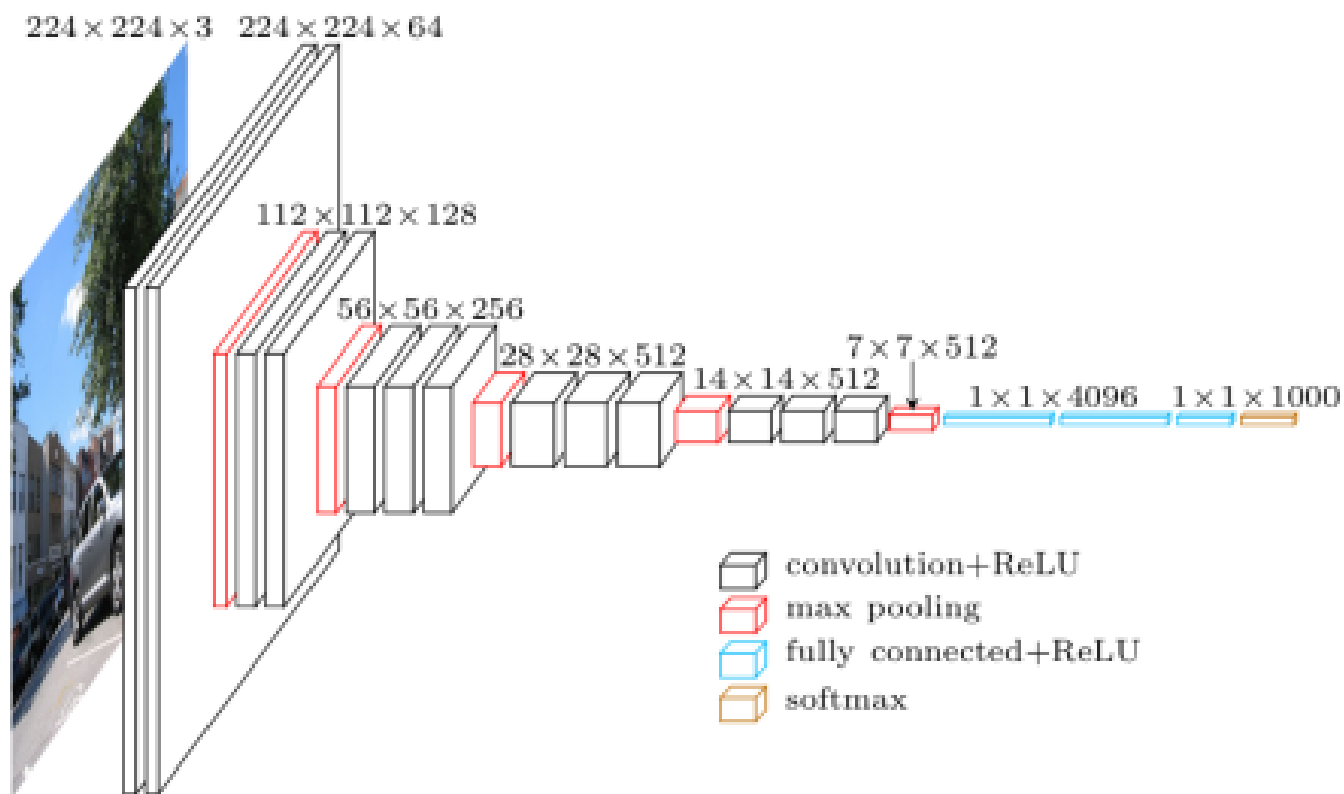 224 × 224 × 3
224 × 224 × 64
112 × 112 × 128
56 × 56 × 256
28 × 28 × 512
14 × 14 × 512
7 × 7 × 512
1 × 1 × 4096
1 × 1 × 1000
convolution+ReLU
max pooling
fully connected+ReLU
softmax